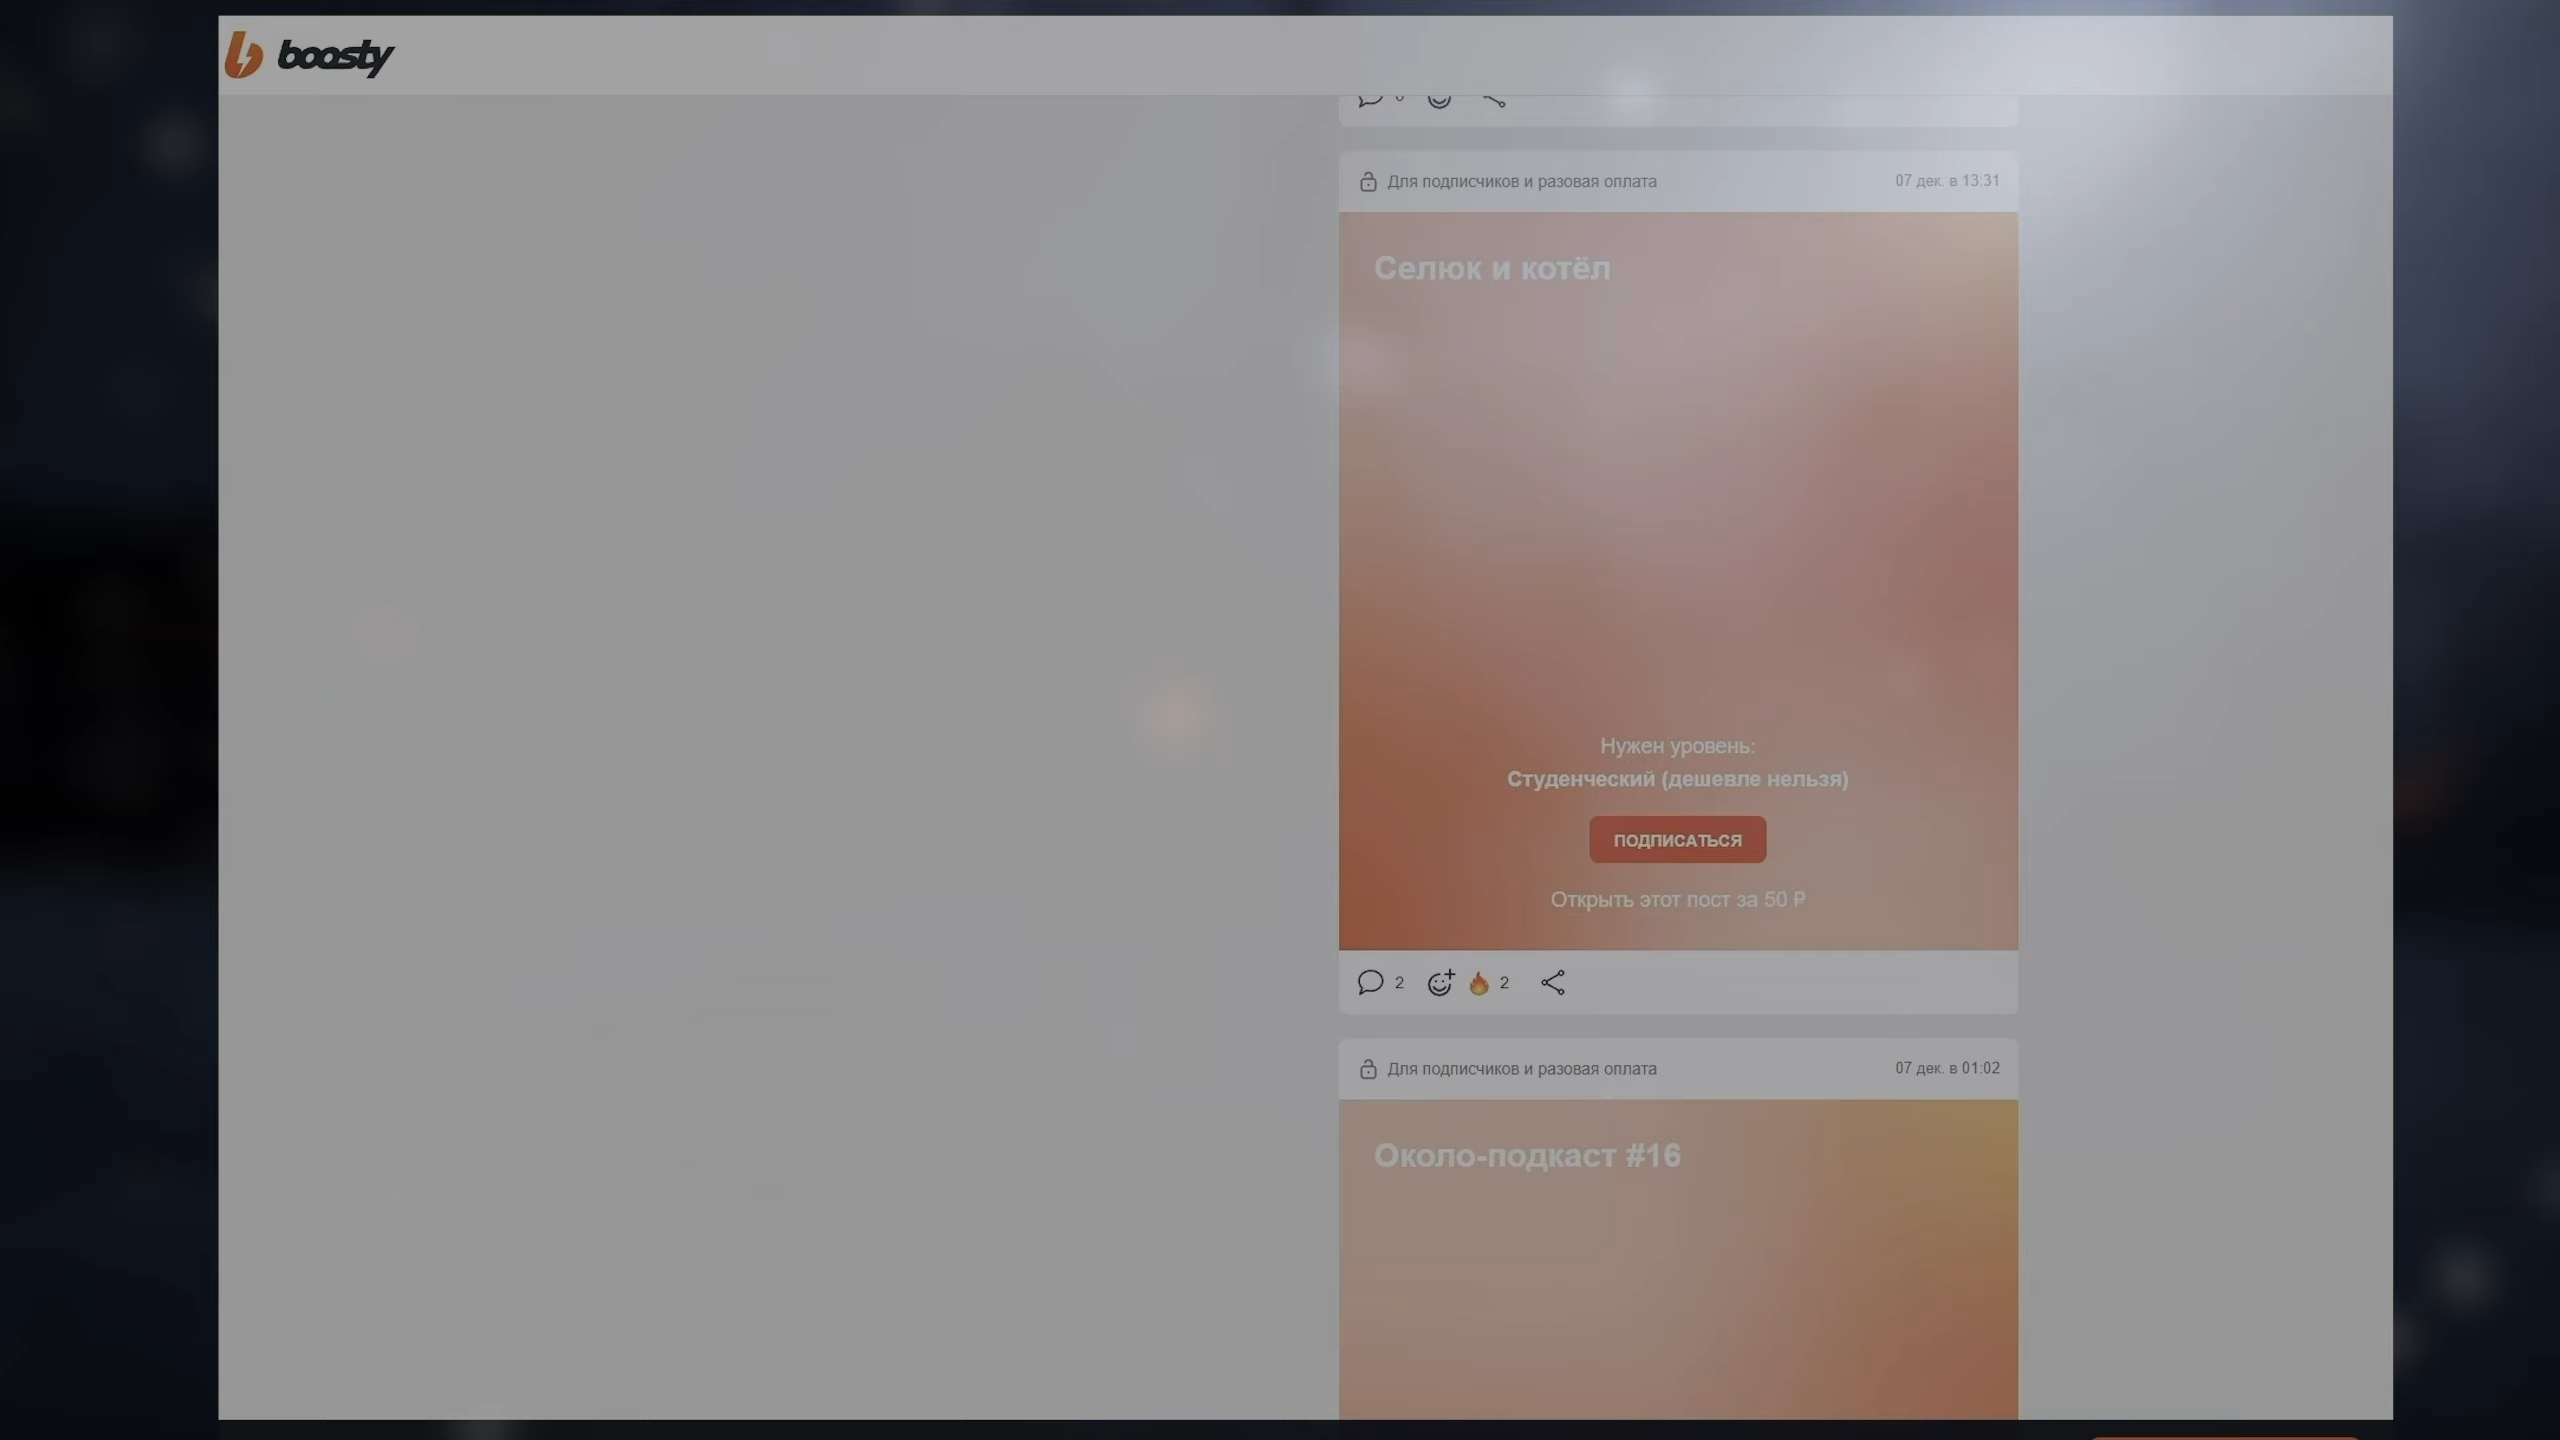 boosty
Для подписчиков и разовая оплата
07 дек. в 13:31
Селюк и котёл
Нужен уровень:
Студенческий (дешевле нельзя)
ПОДПИСАТЬСЯ
Открыть этот пост за 50 ₽
2
2
Для подписчиков и разовая оплата
07 дек. в 01:02
Около-подкаст #16